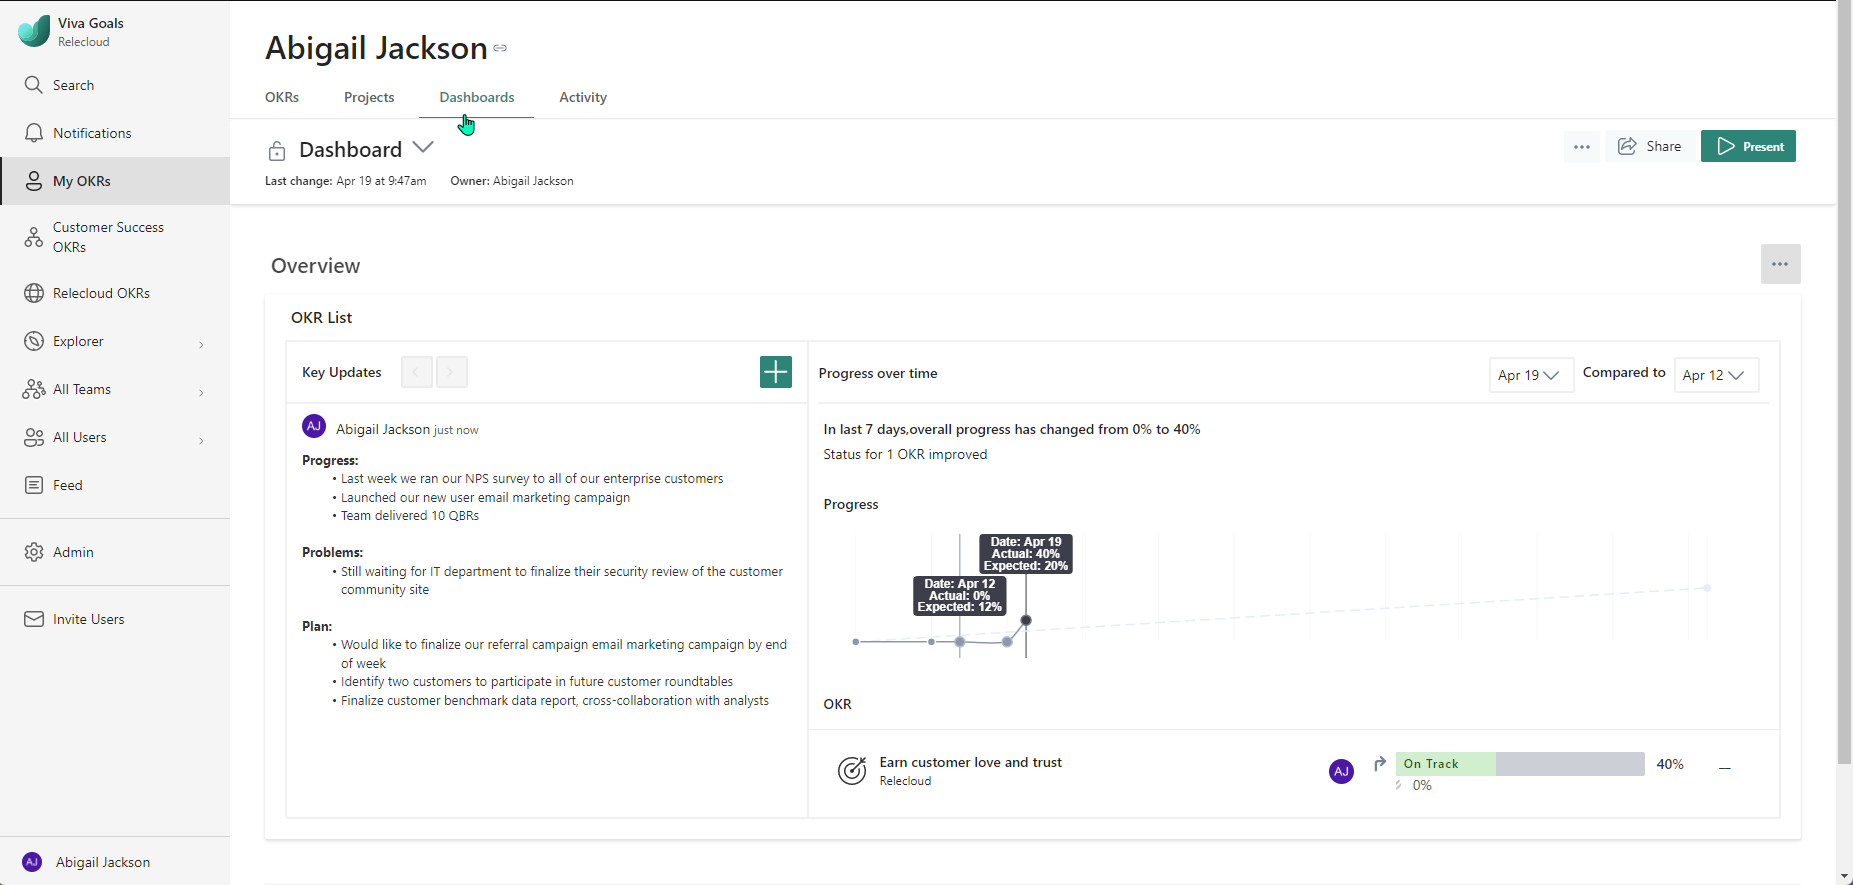 Viva Goals
Relecloud
Search
Notifications
My OKRs
Customer Success
OKRs
Relecloud OKRs
Explorer
All Teams
All Users
Feed
Admin
Invite Users
AJ Abigail Jackson
Abigail Jackson
OKRs Projects Dashboards Activity
Dashboard
Share Present
Last change: Apr 19 at 9:47am Owner: Abigail Jackson
Overview
OKR List
Key Updates
AJ Abigail Jackson just now
Progress:
• Last week we ran our NPS survey to all of our enterprise customers
• Launched our new user email marketing campaign
• Team delivered 10 QBRs
Problems:
• Still waiting for IT department to finalize their security review of the customer
community site
Plan:
• Would like to finalize our referral campaign email marketing campaign by end
of week
• Identify two customers to participate in future customer roundtables
• Finalize customer benchmark data report, cross-collaboration with analysts
Progress over time
Apr 19 Compared to Apr 12
In last 7 days,overall progress has changed from 0% to 40%
Status for 1 OKR improved
Progress
Date: Apr 19
Actual: 40%
Expected: 20%
Date: Apr 12
Actual: 0%
Expected: 12%
OKR
Earn customer love and trust
Relecloud
AJ On Track 40% —
0%